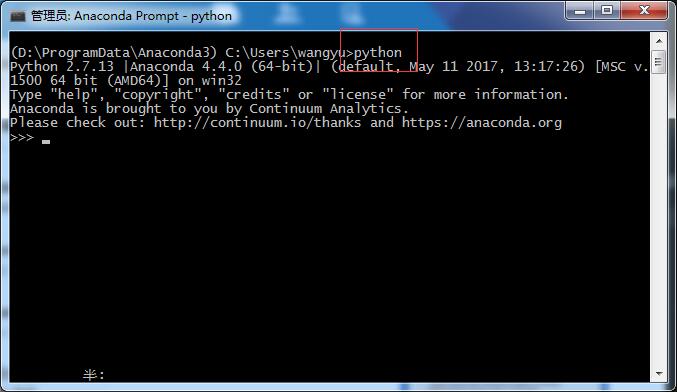 管理员: Anaconda Prompt - python
(D:\ProgramData\Anaconda3) C:\Users\wangyu>python
Python 2.7.13 |Anaconda 4.4.0 (64-bit)| (default, May 11 2017, 13:17:26) [MSC v.
1500 64 bit (AMD64)] on win32
Type "help", "copyright", "credits" or "license" for more information.
Anaconda is brought to you by Continuum Analytics.
Please check out: http://continuum.io/thanks and https://anaconda.org
>>>
半: